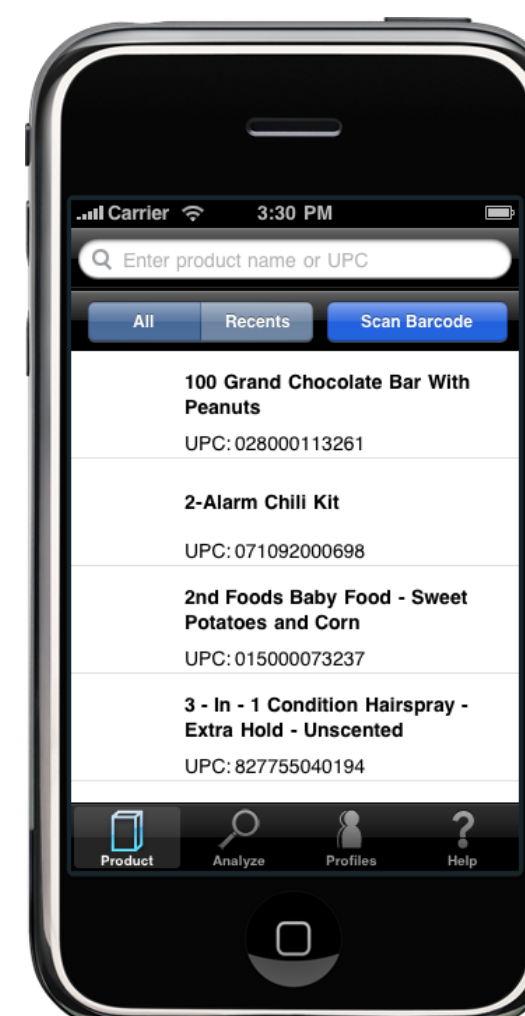 Carrier 3:30 PM
Enter product name or UPC
All Recents Scan Barcode
100 Grand Chocolate Bar With
Peanuts
UPC: 028000113261
2-Alarm Chili Kit
UPC: 071092000698
2nd Foods Baby Food - Sweet
Potatoes and Corn
UPC: 015000073237
3 - In - 1 Condition Hairspray -
Extra Hold - Unscented
UPC: 827755040194
Product Analyze Profiles Help